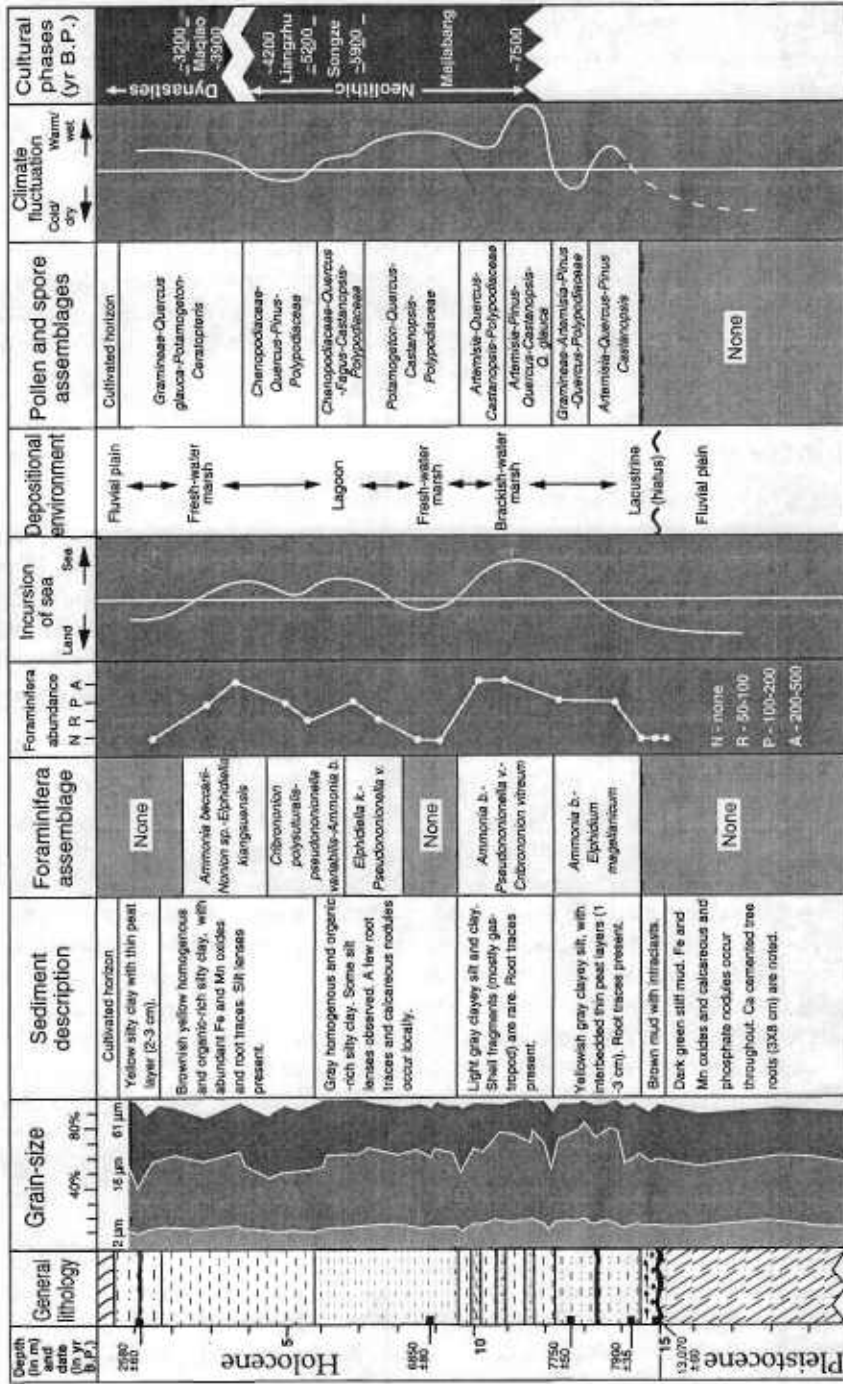 Depth
(in m)
and
date
(in yr
B.P.)
2580
±60
5
6850
±90
10
7750
±50
7900
±35
15
13,070
±60
Holocene
Pleistocene
General
lithology
Grain-size
40%
80%
2 µm
61 µm
Sediment
description
Cultivated horizon
Yellow silty clay with thin peat
layer (2-3 cm).
Brownish yellow homogenous
and organic-rich silty clay, with
abundant Fe and Mn oxides
and root traces. Silt lenses
present.
Gray homogenous and organic
-rich silty clay. Some silt
lenses observed. A few root
traces and calcareous nodules
occur locally.
Light gray clayey silt and clay.
Shell fragments (mostly gas-
tropod) are rare. Root traces
present.
Yellowish gray clayey silt, with
interbedded thin peat layers (1
-3 cm). Root traces present.
Brown mud with intraclasts.
Dark green stiff mud. Fe and
Mn oxides and calcareous and
phosphate nodules occur
throughout. Ca cemented tree
roots (3X8 cm) are noted.
Foraminifera
assemblage
None
Ammonia beccarii-
Nonion sp.-Elphidiella
kiangsuensis
Cribrononion
polysuturalis-
pseudononionella
variabilis-Ammonia b.
Elphidiella k.-
Pseudononionella v.
None
Ammonia b.-
Pseudononionella v.-
Cribrononion vitreum
Ammonia b.-
Elphidium
magellanicum
None
Foraminifera
abundance
N R P A
N - none
R - 50-100
P - 100-200
A - 200-500
Incursion
of sea
Land
Sea
Depositional
environment
Fluvial plain
Fresh-water
marsh
Lagoon
Fresh-water
marsh
Brackish-water
marsh
Lacustrine
(hiatus)
Fluvial plain
Pollen and spore
assemblages
Cultivated horizon
Gramineae-Quercus
glauca-Potamogeton-
Ceratopteris
Chenopodiaceae-
Quercus-Pinus-
Polypodiaceae
Chenopodiaceae-Quercus
-Fagus-Castanopsis-
Polypodiaceae
Potamogeton-Quercus-
Castanopsis-
Polypodiaceae
Artemisia-Quercus-
Castanopsis-Polypodiaceae
Artemisia-Pinus-
Quercus-Castanopsis-
Q. glauca
Gramineae-Artemisia-Pinus
-Quercus-Polypodiaceae
Artemisia-Quercus-Pinus
Castanopsis
None
Climate
fluctuation
Cold/
dry
Warm/
wet
Cultural
phases
(yr B.P.)
Dynasties
~3200
Maqiao
~3900
Neolithic
~4200
Liangzhu
~5200
Songze
~5900
Majiabang
~7500